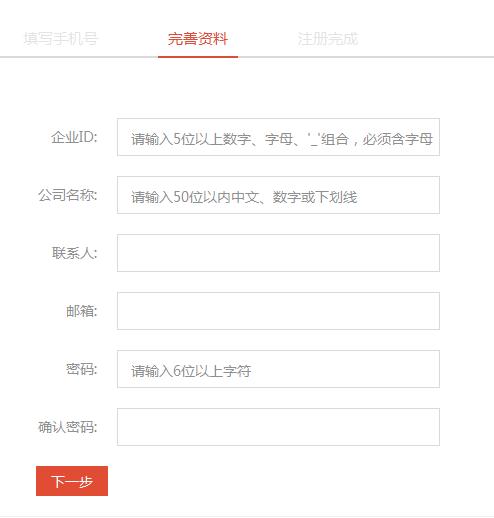 填写手机号 完善资料 注册完成
企业ID: 请输入5位以上数字、字母、'_'组合，必须含字母
公司名称: 请输入50位以内中文、数字或下划线
联系人:
邮箱:
密码: 请输入6位以上字符
确认密码:
下一步